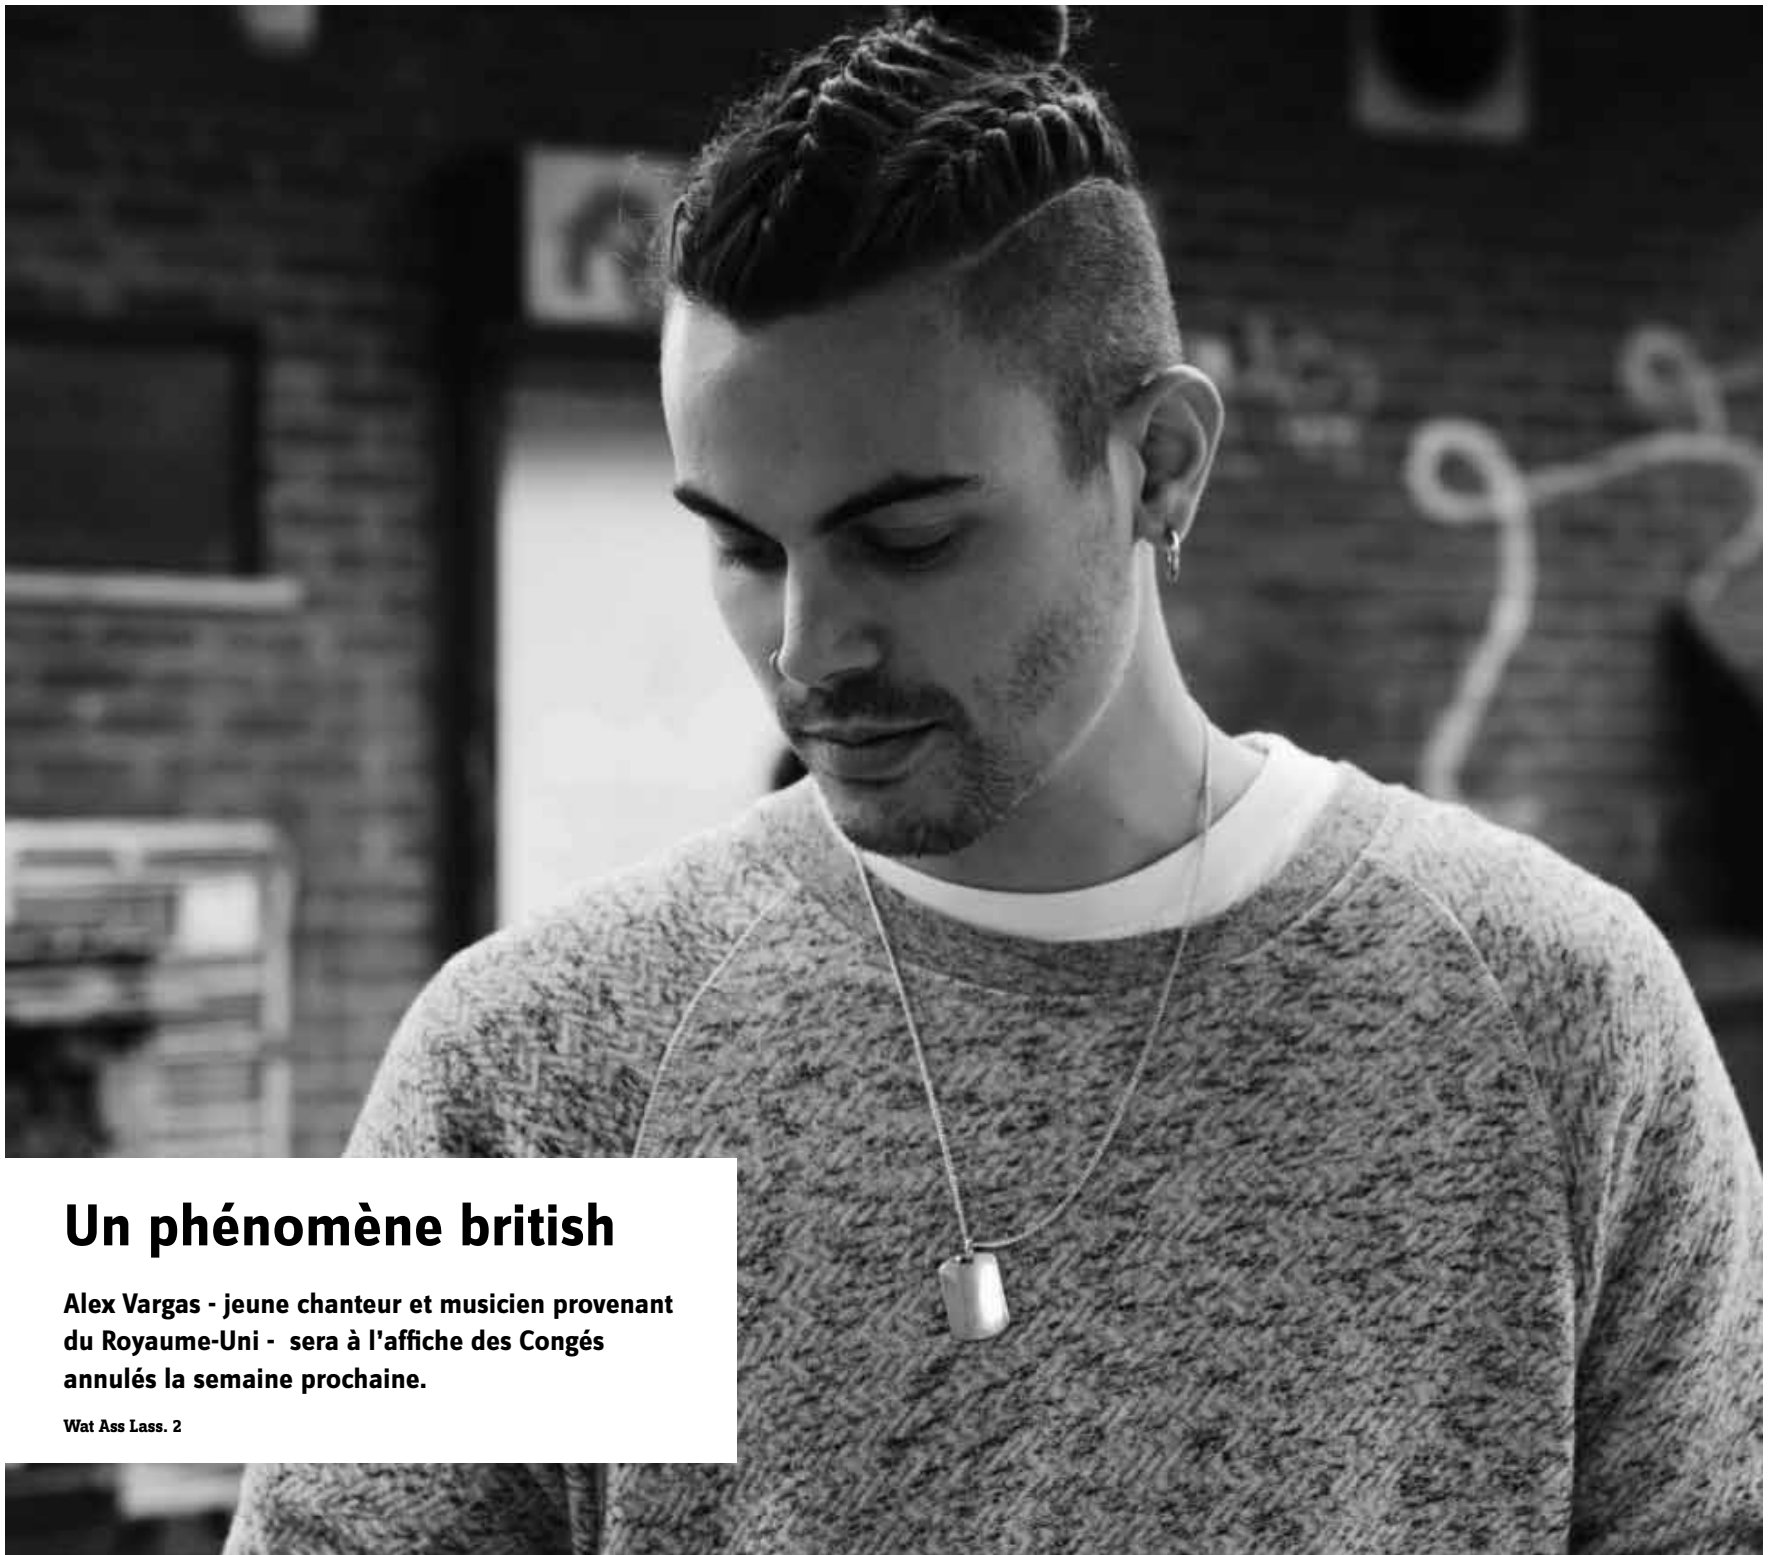 Un phénomène british
Alex Vargas - jeune chanteur et musicien provenant
du Royaume-Uni -  sera à l'affiche des Congés
annulés la semaine prochaine.
Wat Ass Lass. 2